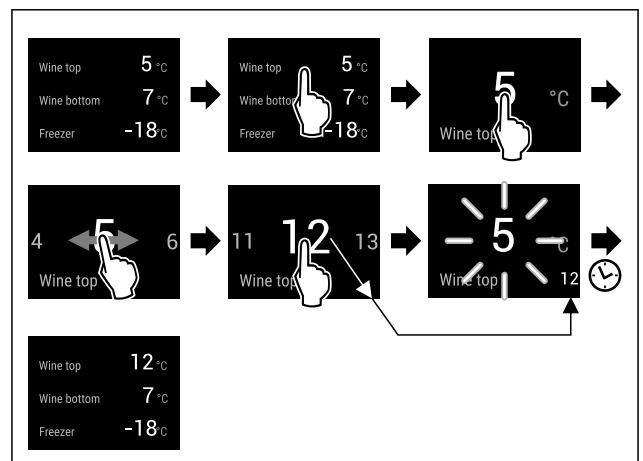 Wine top 5 °C
Wine bottom 7 °C
Freezer -18 °C
Wine top 5 °C
Wine bottom 7 °C
Freezer -18 °C
5 °C
Wine top
4 5 6
Wine top
11 12 13
Wine top
5 °C
Wine top 12
Wine top 12 °C
Wine bottom 7 °C
Freezer -18 °C